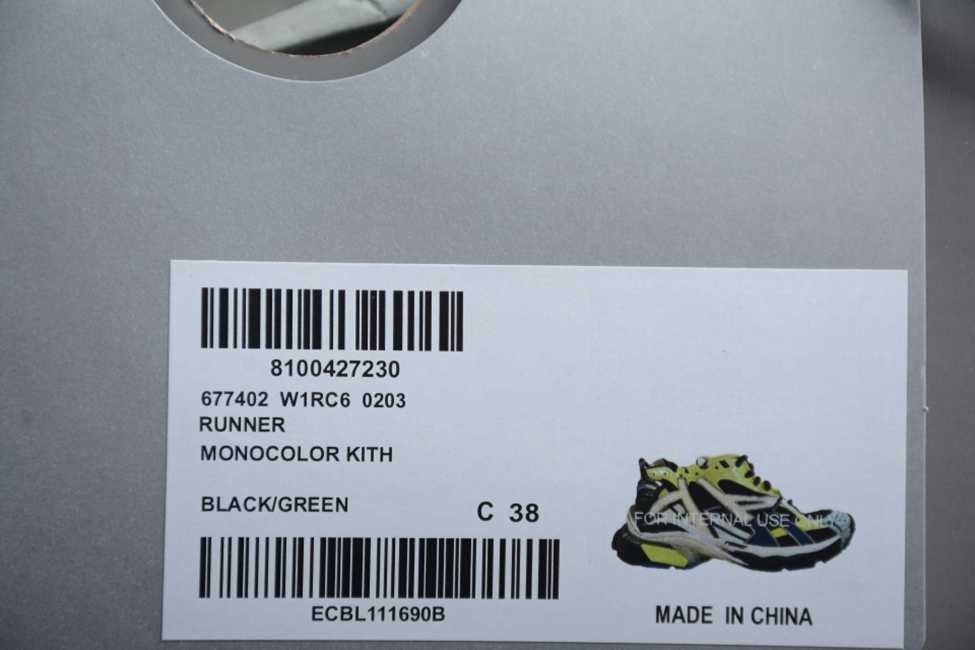 8100427230
677402 W1RC6 0203
RUNNER
MONOCOLOR KITH
BLACK/GREEN C 38
FOR INTERNAL USE ONLY
ECBL111690B
MADE IN CHINA